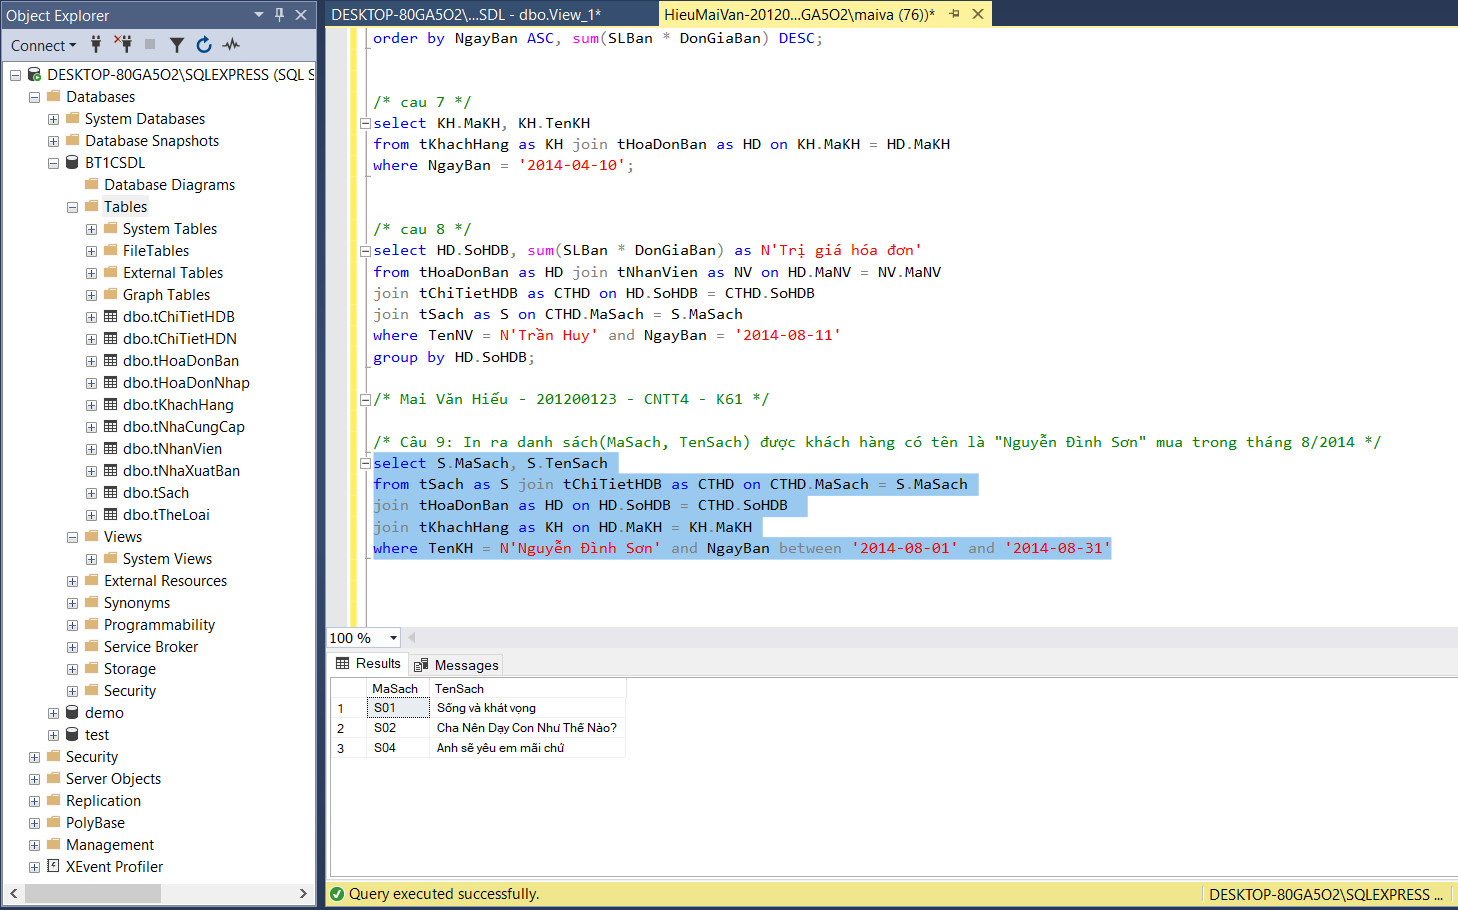 Object Explorer
Connect
DESKTOP-80GA5O2\SQLEXPRESS (SQL S
Databases
System Databases
Database Snapshots
BT1CSDL
Database Diagrams
Tables
System Tables
FileTables
External Tables
Graph Tables
dbo.tChiTietHDB
dbo.tChiTietHDN
dbo.tHoaDonBan
dbo.tHoaDonNhap
dbo.tKhachHang
dbo.tNhaCungCap
dbo.tNhanVien
dbo.tNhaXuatBan
dbo.tSach
dbo.tTheLoai
Views
System Views
External Resources
Synonyms
Programmability
Service Broker
Storage
Security
demo
test
Security
Server Objects
Replication
PolyBase
Management
XEvent Profiler
DESKTOP-80GA5O2\...SDL - dbo.View_1*
HieuMaiVan-20120...GA5O2\maiva (76))*
order by NgayBan ASC, sum(SLBan * DonGiaBan) DESC;
/* cau 7 */
select KH.MaKH, KH.TenKH
from tKhachHang as KH join tHoaDonBan as HD on KH.MaKH = HD.MaKH
where NgayBan = '2014-04-10';
/* cau 8 */
select HD.SoHDB, sum(SLBan * DonGiaBan) as N'Trị giá hóa đơn'
from tHoaDonBan as HD join tNhanVien as NV on HD.MaNV = NV.MaNV
join tChiTietHDB as CTHD on HD.SoHDB = CTHD.SoHDB
join tSach as S on CTHD.MaSach = S.MaSach
where TenNV = N'Trần Huy' and NgayBan = '2014-08-11'
group by HD.SoHDB;
/* Mai Văn Hiếu - 201200123 - CNTT4 - K61 */
/* Câu 9: In ra danh sách(MaSach, TenSach) được khách hàng có tên là "Nguyễn Đình Sơn" mua trong tháng 8/2014 */
select S.MaSach, S.TenSach
from tSach as S join tChiTietHDB as CTHD on CTHD.MaSach = S.MaSach
join tHoaDonBan as HD on HD.SoHDB = CTHD.SoHDB
join tKhachHang as KH on HD.MaKH = KH.MaKH
where TenKH = N'Nguyễn Đình Sơn' and NgayBan between '2014-08-01' and '2014-08-31'
100 %
Results Messages
MaSach TenSach
1 S01 Sống và khát vọng
2 S02 Cha Nên Dạy Con Như Thế Nào?
3 S04 Anh sẽ yêu em mãi chứ
Query executed successfully.
DESKTOP-80GA5O2\SQLEXPRESS ...